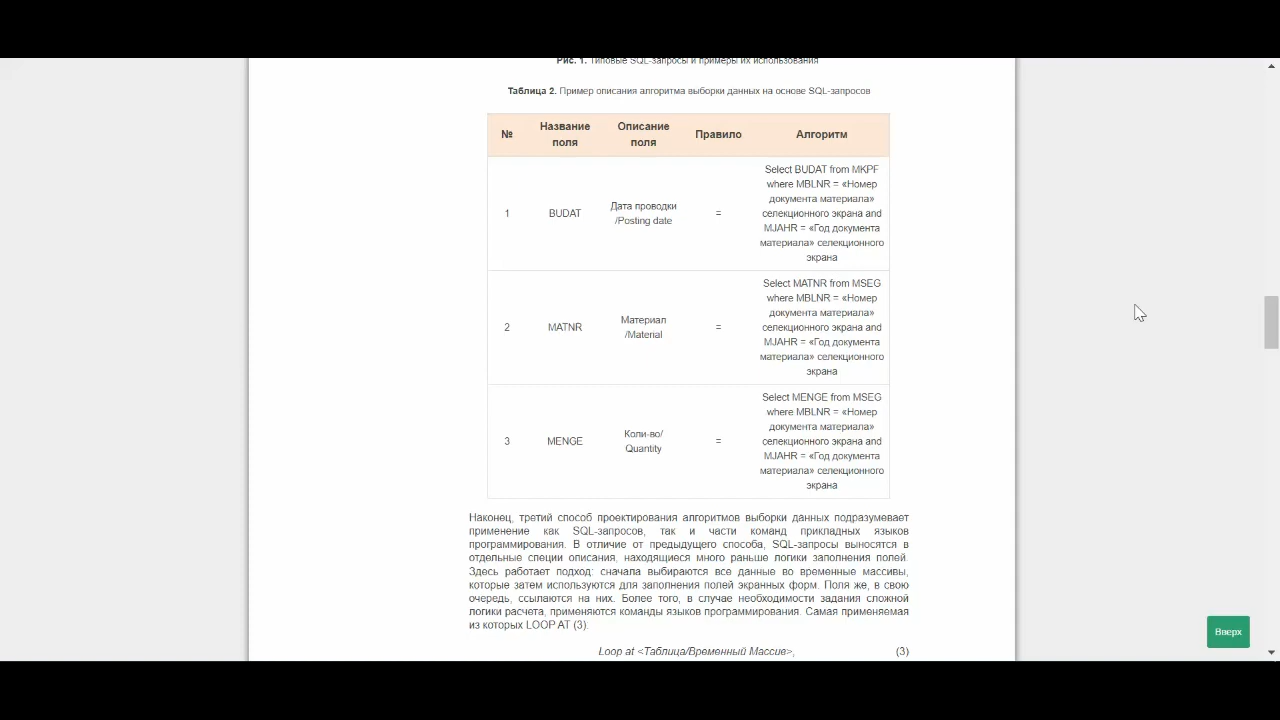 Рис. 1. Типовые SQL-запросы и примеры их использования
Таблица 2. Пример описания алгоритма выборки данных на основе SQL-запросов
№
Название
поля
Описание
поля
Правило
Алгоритм
1
BUDAT
Дата проводки
/Posting date
=
Select BUDAT from MKPF
where MBLNR = «Номер
документа материала»
селекционного экрана and
MJAHR = «Год документа
материала» селекционного
экрана
2
MATNR
Материал
/Material
=
Select MATNR from MSEG
where MBLNR = «Номер
документа материала»
селекционного экрана and
MJAHR = «Год документа
материала» селекционного
экрана
3
MENGE
Коли-во/
Quantity
=
Select MENGE from MSEG
where MBLNR = «Номер
документа материала»
селекционного экрана and
MJAHR = «Год документа
материала» селекционного
экрана
Наконец, третий способ проектирования алгоритмов выборки данных подразумевает
применение как SQL-запросов, так и части команд прикладных языков
программирования. В отличие от предыдущего способа, SQL-запросы выносятся в
отдельные специи описания, находящиеся много раньше логики заполнения полей.
Здесь работает подход: сначала выбираются все данные во временные массивы,
которые затем используются для заполнения полей экранных форм. Поля же, в свою
очередь, ссылаются на них. Более того, в случае необходимости задания сложной
логики расчета, применяются команды языков программирования. Самая применяемая
из которых LOOP AT (3).
Loop at <Таблица/Временный Массив>, (3)
Вверх